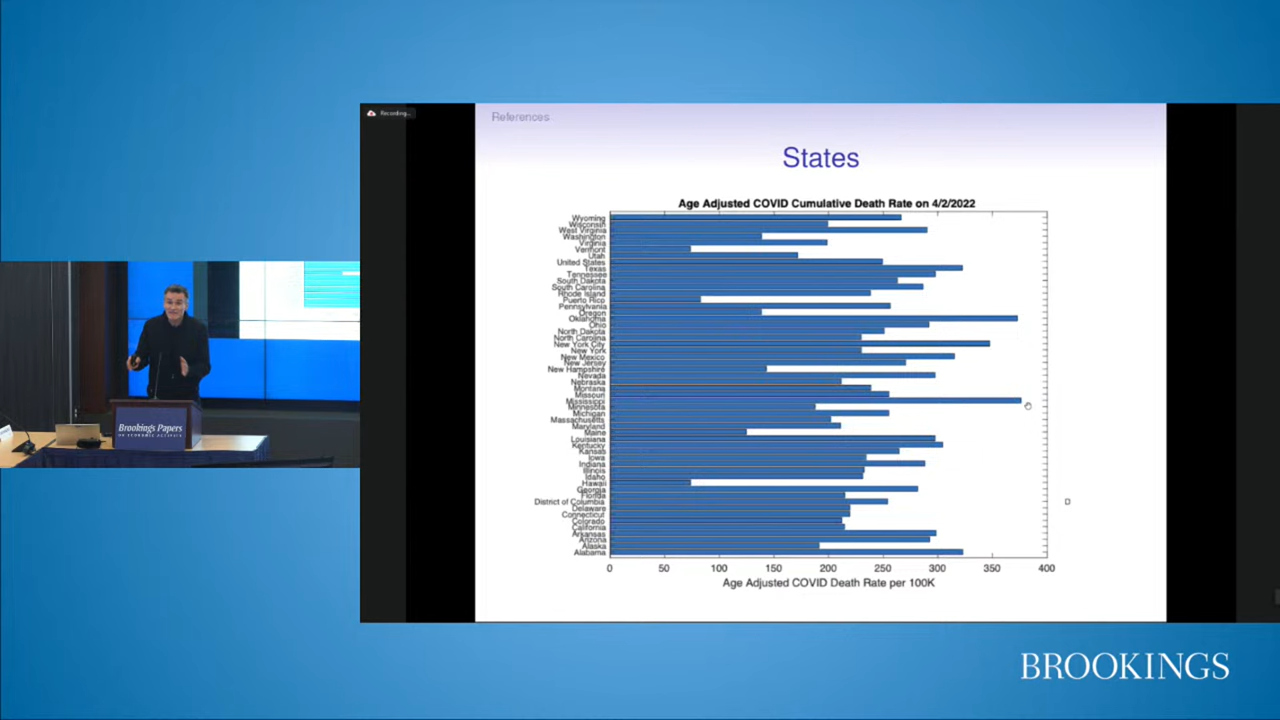 Recording...
References
States
Age Adjusted COVID Cumulative Death Rate on 4/2/2022
Wyoming
Wisconsin
West Virginia
Washington
Virginia
Vermont
Utah
United States
Texas
Tennessee
South Dakota
South Carolina
Rhode Island
Puerto Rico
Pennsylvania
Oregon
Oklahoma
Ohio
North Dakota
North Carolina
New York City
New York
New Mexico
New Jersey
New Hampshire
Nevada
Nebraska
Montana
Missouri
Mississippi
Minnesota
Michigan
Massachusetts
Maryland
Maine
Louisiana
Kentucky
Kansas
Iowa
Indiana
Illinois
Idaho
Hawaii
Georgia
Florida
District of Columbia
Delaware
Connecticut
Colorado
California
Arkansas
Arizona
Alaska
Alabama
0 50 100 150 200 250 300 350 400
Age Adjusted COVID Death Rate per 100K
Brookings Papers
ON ECONOMIC ACTIVITY
BROOKINGS